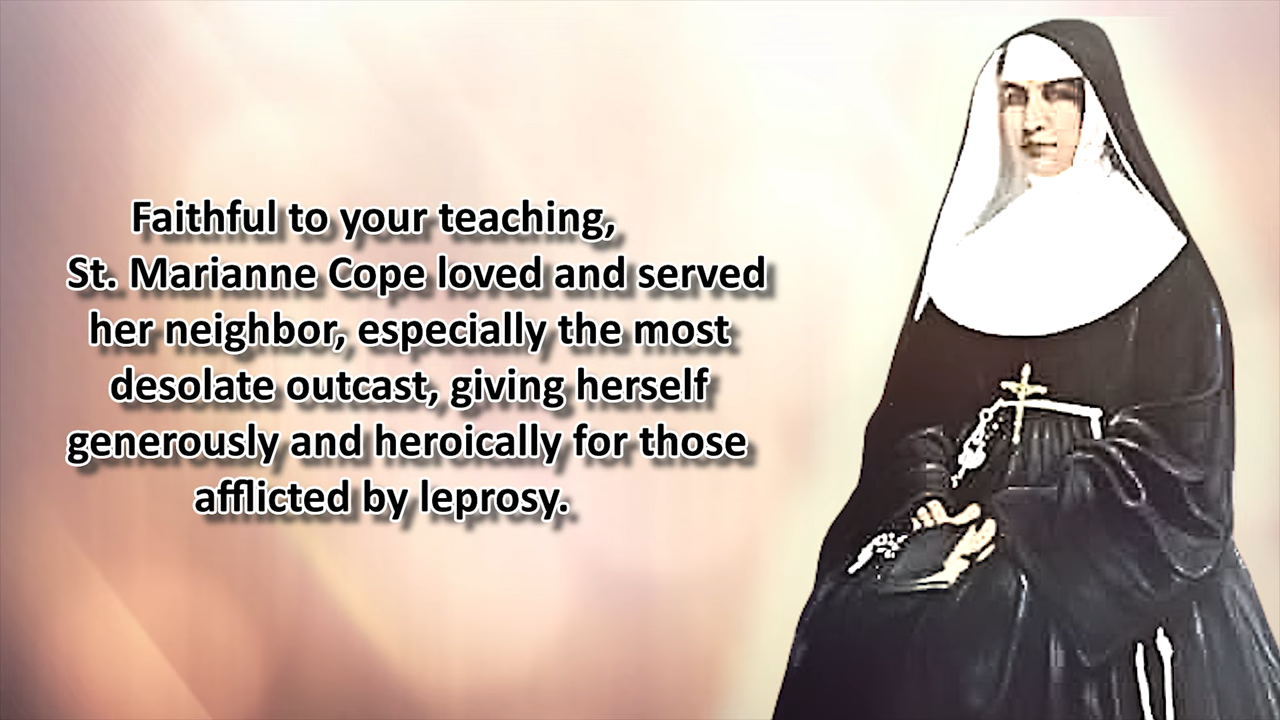 Faithful to your teaching,
St. Marianne Cope loved and served
her neighbor, especially the most
desolate outcast, giving herself
generously and heroically for those
afflicted by leprosy.